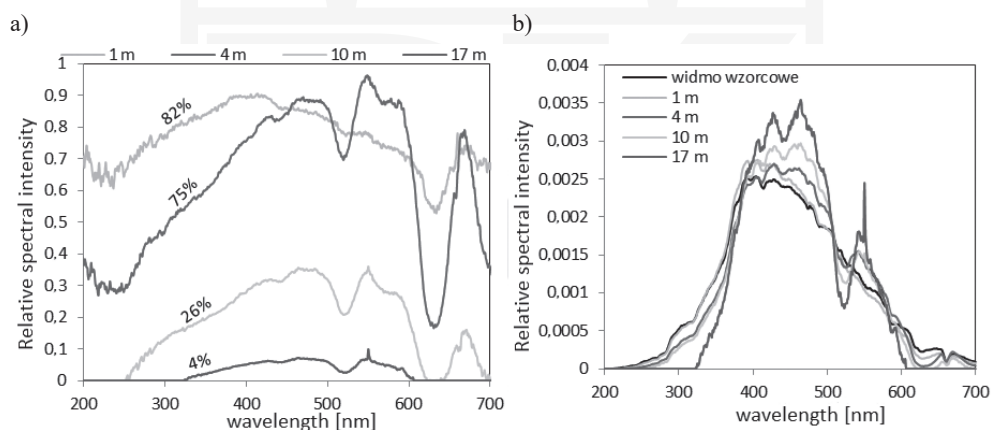 a)
1 m 4 m 10 m 17 m
Relative spectral intensity
1
0,9
0,8
0,7
0,6
0,5
0,4
0,3
0,2
0,1
0
82%
75%
26%
4%
200 300 400 500 600 700
wavelength [nm]
b)
Relative spectral intensity
0,004
0,0035
0,003
0,0025
0,002
0,0015
0,001
0,0005
0
widmo wzorcowe
1 m
4 m
10 m
17 m
200 300 400 500 600 700
wavelength [nm]